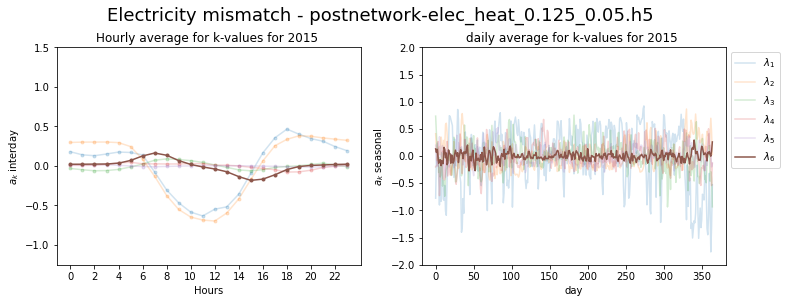 Electricity mismatch - postnetwork-elec_heat_0.125_0.05.h5
Hourly average for k-values for 2015
1.5
1.0
0.5
0.0
−0.5
−1.0
a_k interday
0 2 4 6 8 10 12 14 16 18 20 22
Hours
daily average for k-values for 2015
2.0
1.5
1.0
0.5
0.0
−0.5
−1.0
−1.5
−2.0
a_k seasonal
0 50 100 150 200 250 300 350
day
λ₁
λ₂
λ₃
λ₄
λ₅
λ₆